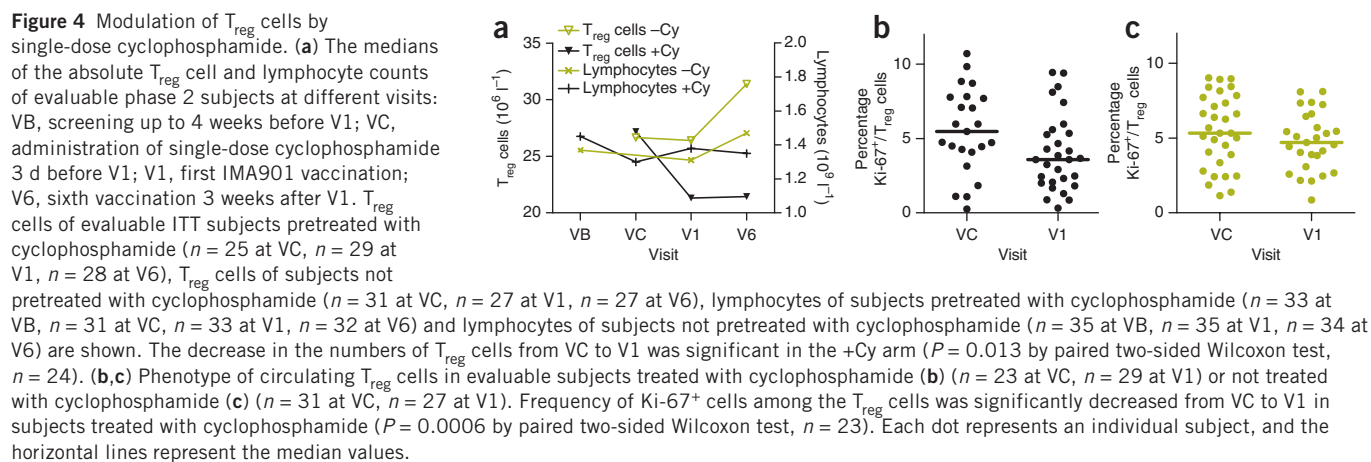 Figure 4 Modulation of Treg cells by
single-dose cyclophosphamide. (a) The medians
of the absolute Treg cell and lymphocyte counts
of evaluable phase 2 subjects at different visits:
VB, screening up to 4 weeks before V1; VC,
administration of single-dose cyclophosphamide
3 d before V1; V1, first IMA901 vaccination;
V6, sixth vaccination 3 weeks after V1. Treg
cells of evaluable ITT subjects pretreated with
cyclophosphamide (n = 25 at VC, n = 29 at
V1, n = 28 at V6), Treg cells of subjects not
pretreated with cyclophosphamide (n = 31 at VC, n = 27 at V1, n = 27 at V6), lymphocytes of subjects pretreated with cyclophosphamide (n = 33 at
VB, n = 31 at VC, n = 33 at V1, n = 32 at V6) and lymphocytes of subjects not pretreated with cyclophosphamide (n = 35 at VB, n = 35 at V1, n = 34 at
V6) are shown. The decrease in the numbers of Treg cells from VC to V1 was significant in the +Cy arm (P = 0.013 by paired two-sided Wilcoxon test,
n = 24). (b,c) Phenotype of circulating Treg cells in evaluable subjects treated with cyclophosphamide (b) (n = 23 at VC, n = 29 at V1) or not treated
with cyclophosphamide (c) (n = 31 at VC, n = 27 at V1). Frequency of Ki-67+ cells among the Treg cells was significantly decreased from VC to V1 in
subjects treated with cyclophosphamide (P = 0.0006 by paired two-sided Wilcoxon test, n = 23). Each dot represents an individual subject, and the
horizontal lines represent the median values.
a
Treg cells –Cy
Treg cells +Cy
Lymphocytes –Cy
Lymphocytes +Cy
Treg cells (10⁶ l⁻¹)
35
30
25
20
2.0
1.8
1.6
1.4
1.2
1.0
Lymphocytes (10⁹ l⁻¹)
VB VC V1 V6
Visit
b
Percentage
Ki-67+/Treg cells
10
5
0
VC V1
Visit
c
Percentage
Ki-67+/Treg cells
10
5
0
VC V1
Visit